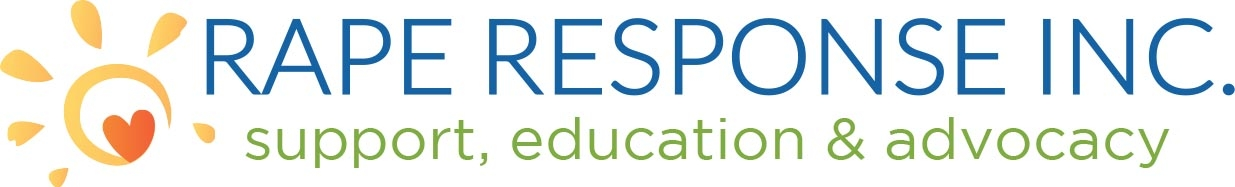 RAPE RESPONSE INC.
support, education & advocacy